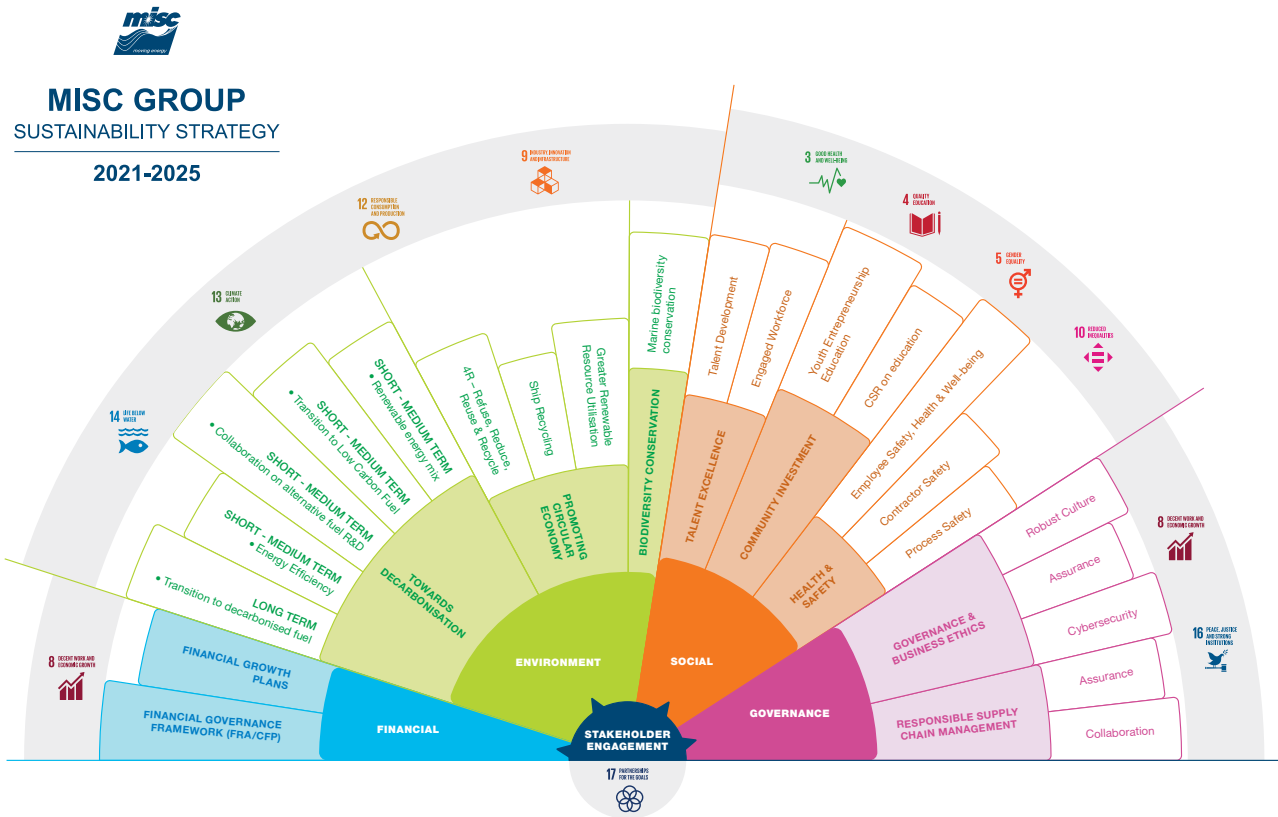 misc
moving energy
MISC GROUP
SUSTAINABILITY STRATEGY
2021-2025
8 DECENT WORK AND
ECONOMIC GROWTH
14 LIFE BELOW
WATER
13 CLIMATE
ACTION
12 RESPONSIBLE
CONSUMPTION
AND PRODUCTION
9 INDUSTRY, INNOVATION
AND INFRASTRUCTURE
3 GOOD HEALTH
AND WELL-BEING
4 QUALITY
EDUCATION
5 GENDER
EQUALITY
10 REDUCED
INEQUALITIES
8 DECENT WORK AND
ECONOMIC GROWTH
16 PEACE, JUSTICE
AND STRONG
INSTITUTIONS
FINANCIAL
FINANCIAL GOVERNANCE
FRAMEWORK (FRA/CFP)
FINANCIAL GROWTH
PLANS
ENVIRONMENT
TOWARDS
DECARBONISATION
LONG TERM
• Transition to decarbonised fuel
SHORT - MEDIUM TERM
• Energy Efficiency
SHORT - MEDIUM TERM
• Collaboration on alternative fuel R&D
SHORT - MEDIUM TERM
• Transition to Low Carbon Fuel
SHORT - MEDIUM TERM
• Renewable energy mix
PROMOTING
CIRCULAR
ECONOMY
4R – Refuse, Reduce,
Reuse & Recycle
Ship Recycling
Greater Renewable
Resource Utilisation
BIODIVERSITY CONSERVATION
Marine biodiversity
conservation
SOCIAL
TALENT EXCELLENCE
Talent Development
Engaged Workforce
COMMUNITY INVESTMENT
Youth Entrepreneurship
Education
CSR on education
HEALTH &
SAFETY
Employee Safety, Health & Well-being
Contractor Safety
Process Safety
GOVERNANCE
GOVERNANCE &
BUSINESS ETHICS
Robust Culture
Assurance
Cybersecurity
RESPONSIBLE SUPPLY
CHAIN MANAGEMENT
Assurance
Collaboration
STAKEHOLDER
ENGAGEMENT
17 PARTNERSHIPS
FOR THE GOALS